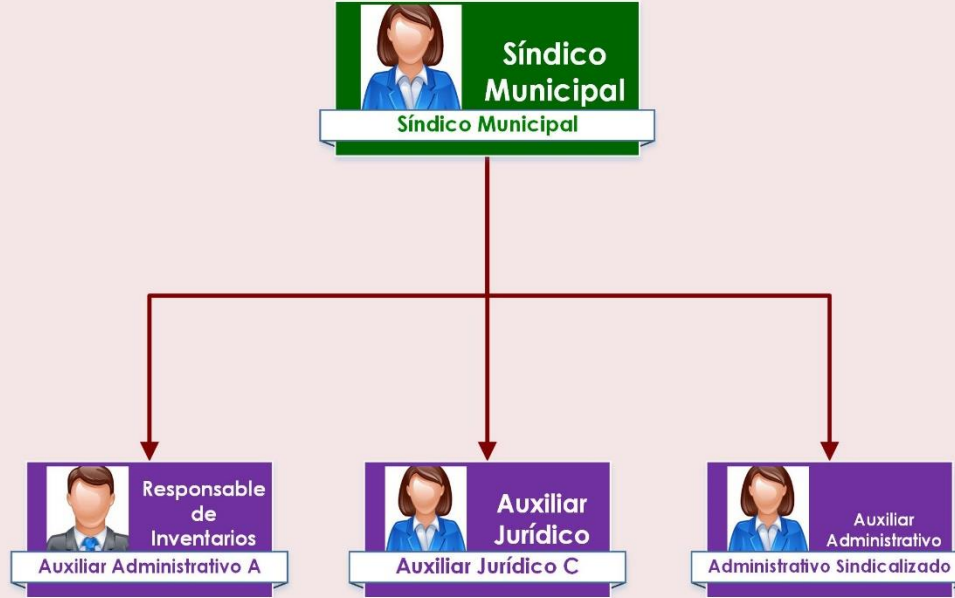 Síndico
Municipal
Síndico Municipal
Responsable
de
Inventarios
Auxiliar Administrativo A
Auxiliar
Jurídico
Auxiliar Jurídico C
Auxiliar
Administrativo
Administrativo Sindicalizado